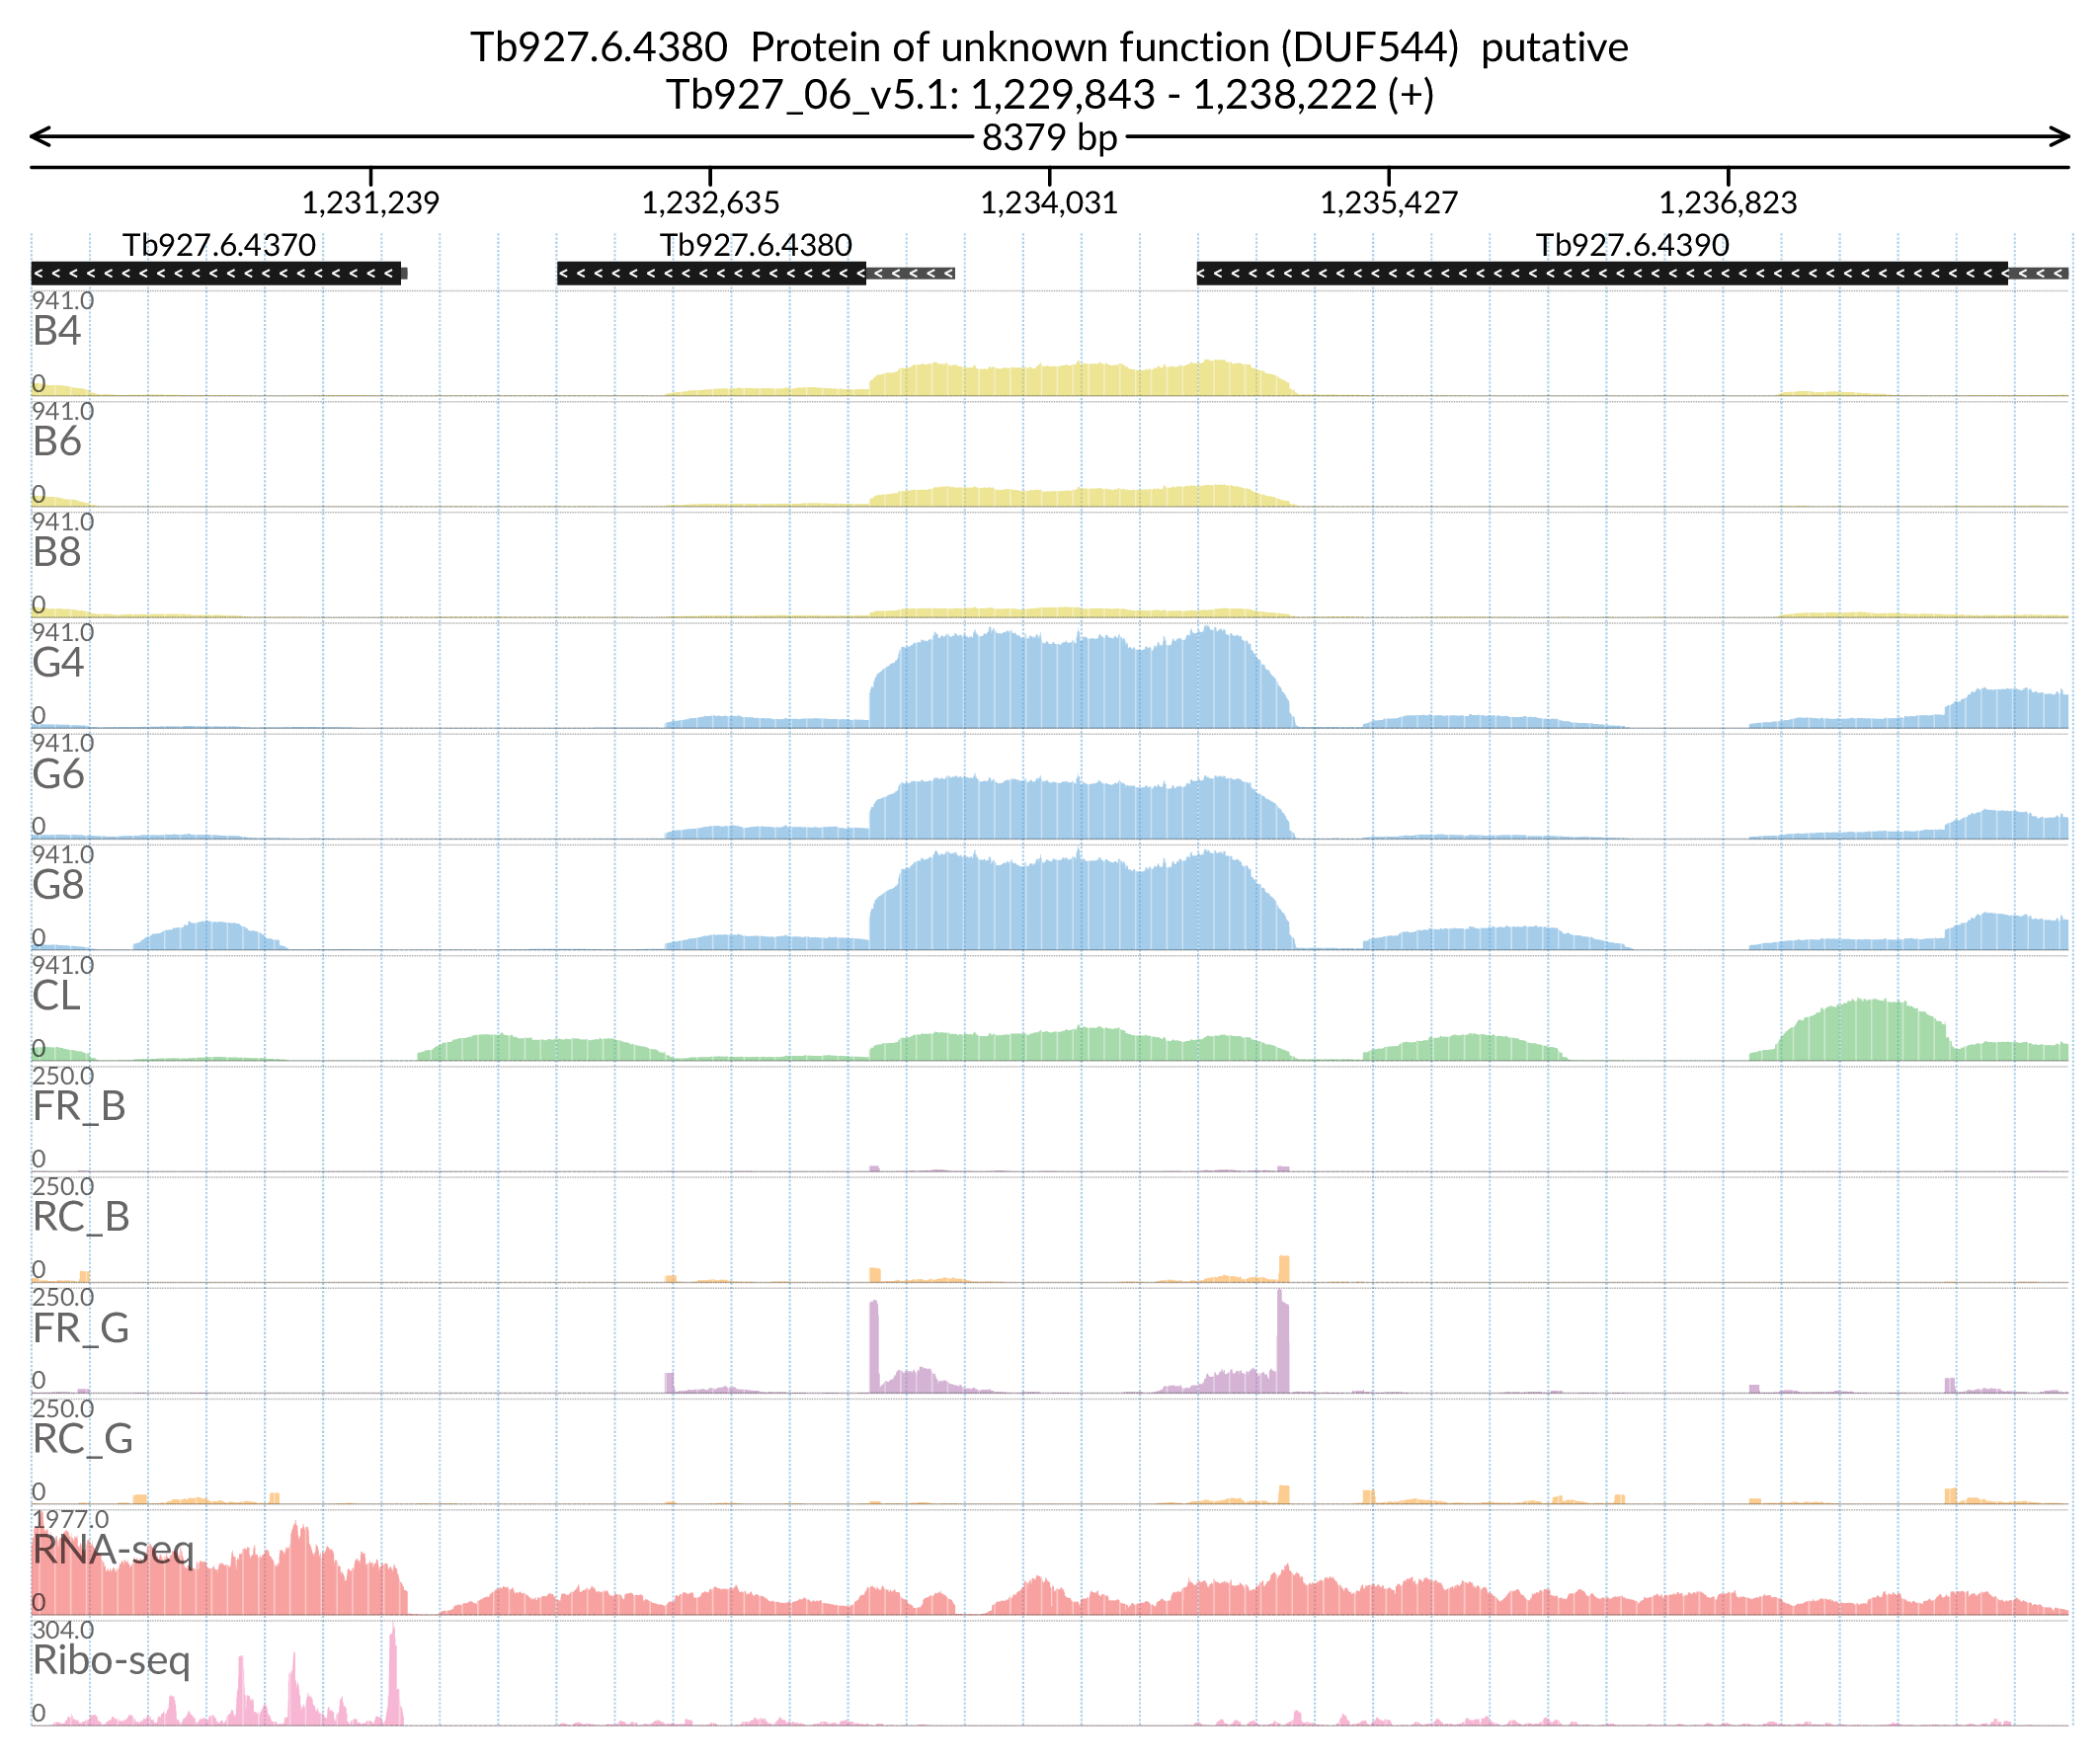 Tb927.6.4380  Protein of unknown function (DUF544)  putative
Tb927_06_v5.1: 1,229,843 - 1,238,222 (+)
8379 bp
1,231,239 1,232,635 1,234,031 1,235,427 1,236,823
Tb927.6.4370 Tb927.6.4380 Tb927.6.4390
941.0
B4
0
941.0
B6
0
941.0
B8
0
941.0
G4
0
941.0
G6
0
941.0
G8
0
941.0
CL
0
250.0
FR_B
0
250.0
RC_B
0
250.0
FR_G
0
250.0
RC_G
0
1977.0
RNA-seq
0
304.0
Ribo-seq
0